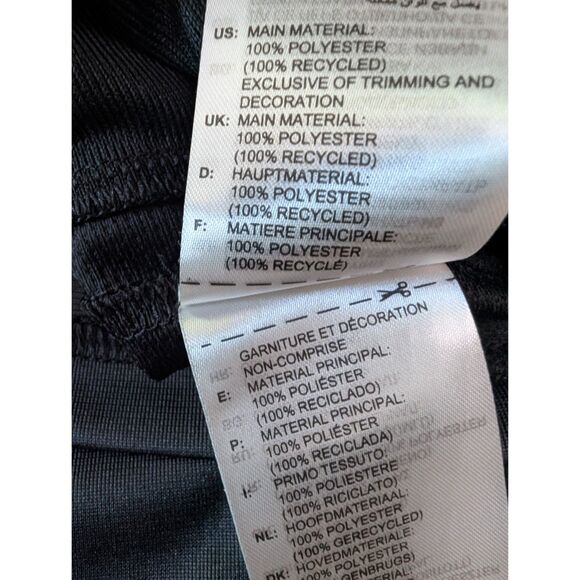 US: MAIN MATERIAL:
100% POLYESTER
(100% RECYCLED)
EXCLUSIVE OF TRIMMING AND
DECORATION
UK: MAIN MATERIAL:
100% POLYESTER
(100% RECYCLED)
D: HAUPTMATERIAL:
100% POLYESTER
(100% RECYCLED)
F: MATIERE PRINCIPALE:
100% POLYESTER
(100% RECYCLÉ)
GARNITURE ET DÉCORATION
NON-COMPRISE
E: MATERIAL PRINCIPAL:
100% POLIÉSTER
(100% RECICLADO)
P: MATERIAL PRINCIPAL:
100% POLIÉSTER
(100% RECICLADA)
I: PRIMO TESSUTO:
100% POLIESTERE
(100% RICICLATO)
NL: HOOFDMATERIAAL:
100% POLYESTER
(100% GERECYCLED)
DK: HOVEDMATERIALE:
100% POLYESTER
GENBRUGS)